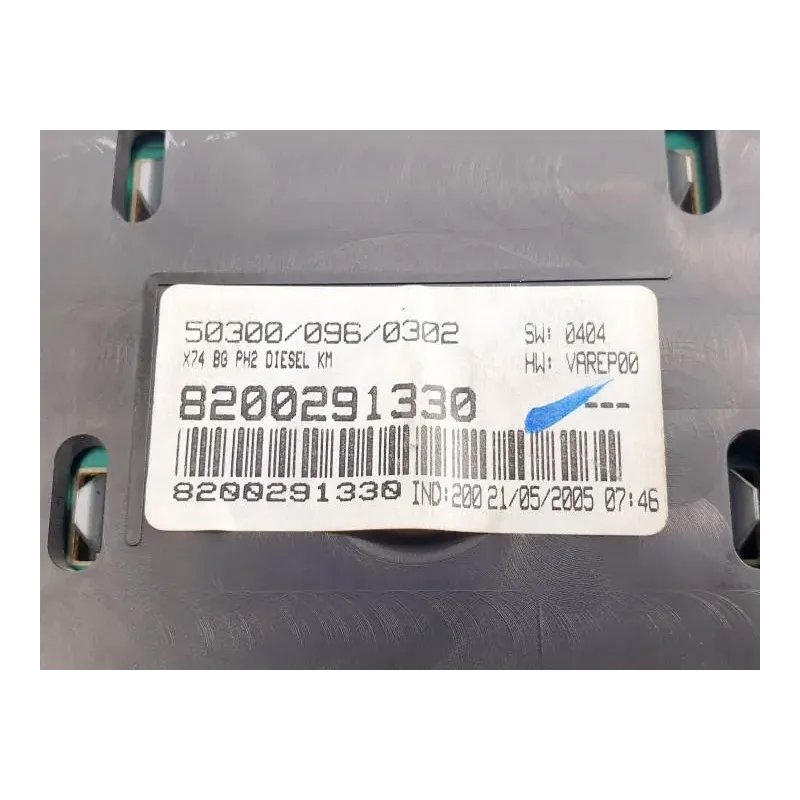 50300/096/0302 SW: 0404
X74 BG PH2 DIESEL KM HW: VAREP00
8200291330 ---
8200291330 IND:200 21/05/2005 07:46